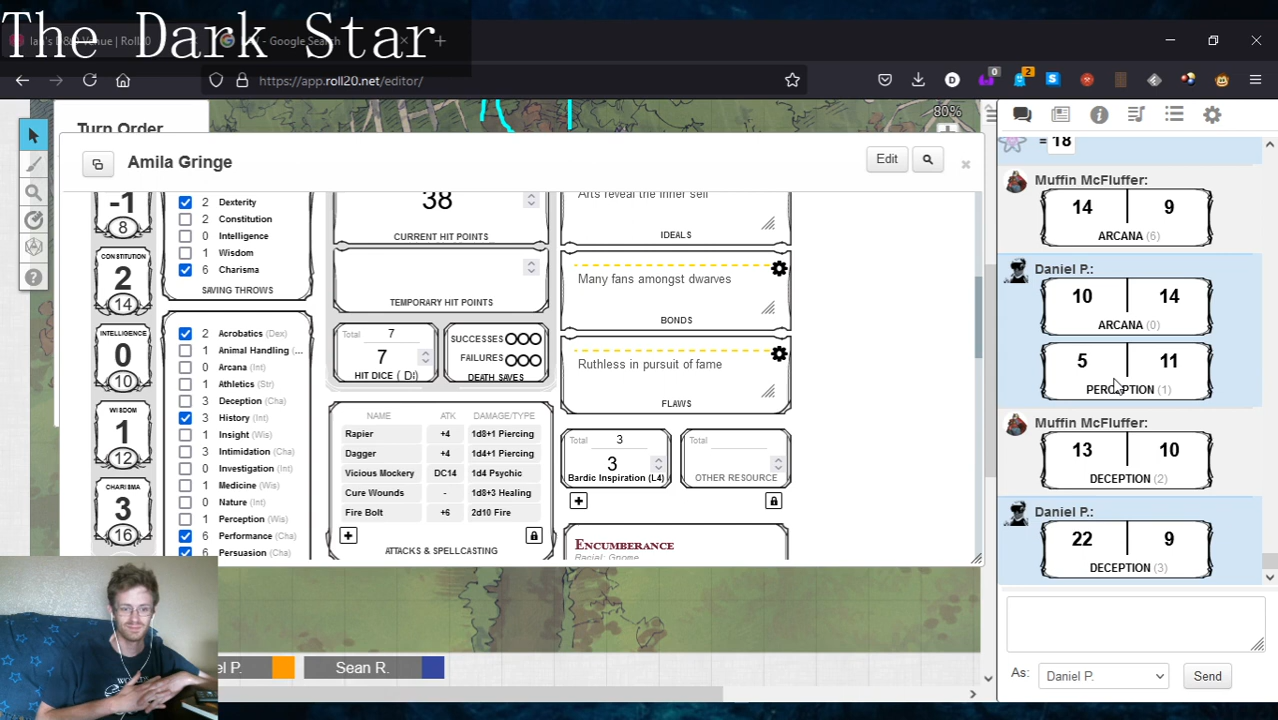 The Dark Star
Ian's D&D Venue | Roll20
- Google Search
https://app.roll20.net/editor/
0
2
S
D
Turn Order
80%
Amila Gringe
Edit
-1
8
CONSTITUTION
2
14
INTELLIGENCE
0
10
WISDOM
1
12
CHARISMA
3
16
2 Dexterity
2 Constitution
0 Intelligence
1 Wisdom
6 Charisma
SAVING THROWS
2 Acrobatics (Dex)
1 Animal Handling (...
0 Arcana (Int)
1 Athletics (Str)
3 Deception (Cha)
3 History (Int)
1 Insight (Wis)
3 Intimidation (Cha)
0 Investigation (Int)
1 Medicine (Wis)
0 Nature (Int)
1 Perception (Wis)
6 Performance (Cha)
6 Persuasion (Cha)
38
CURRENT HIT POINTS
TEMPORARY HIT POINTS
Total 7
7
HIT DICE ( D8
SUCCESSES
FAILURES
DEATH SAVES
NAME ATK DAMAGE/TYPE
Rapier +4 1d8+1 Piercing
Dagger +4 1d4+1 Piercing
Vicious Mockery DC14 1d4 Psychic
Cure Wounds - 1d8+3 Healing
Fire Bolt +6 2d10 Fire
ATTACKS & SPELLCASTING
Arts reveal the inner self
IDEALS
Many fans amongst dwarves
BONDS
Ruthless in pursuit of fame
FLAWS
Total 3
3
Bardic Inspiration (L4)
Total
OTHER RESOURCE
ENCUMBERANCE
Racial: Gnome
el P.
Sean R.
= 18
Muffin McFluffer:
14 9
ARCANA (6)
Daniel P.:
10 14
ARCANA (0)
5 11
PERCEPTION (1)
Muffin McFluffer:
13 10
DECEPTION (2)
Daniel P.:
22 9
DECEPTION (3)
As: Daniel P. Send